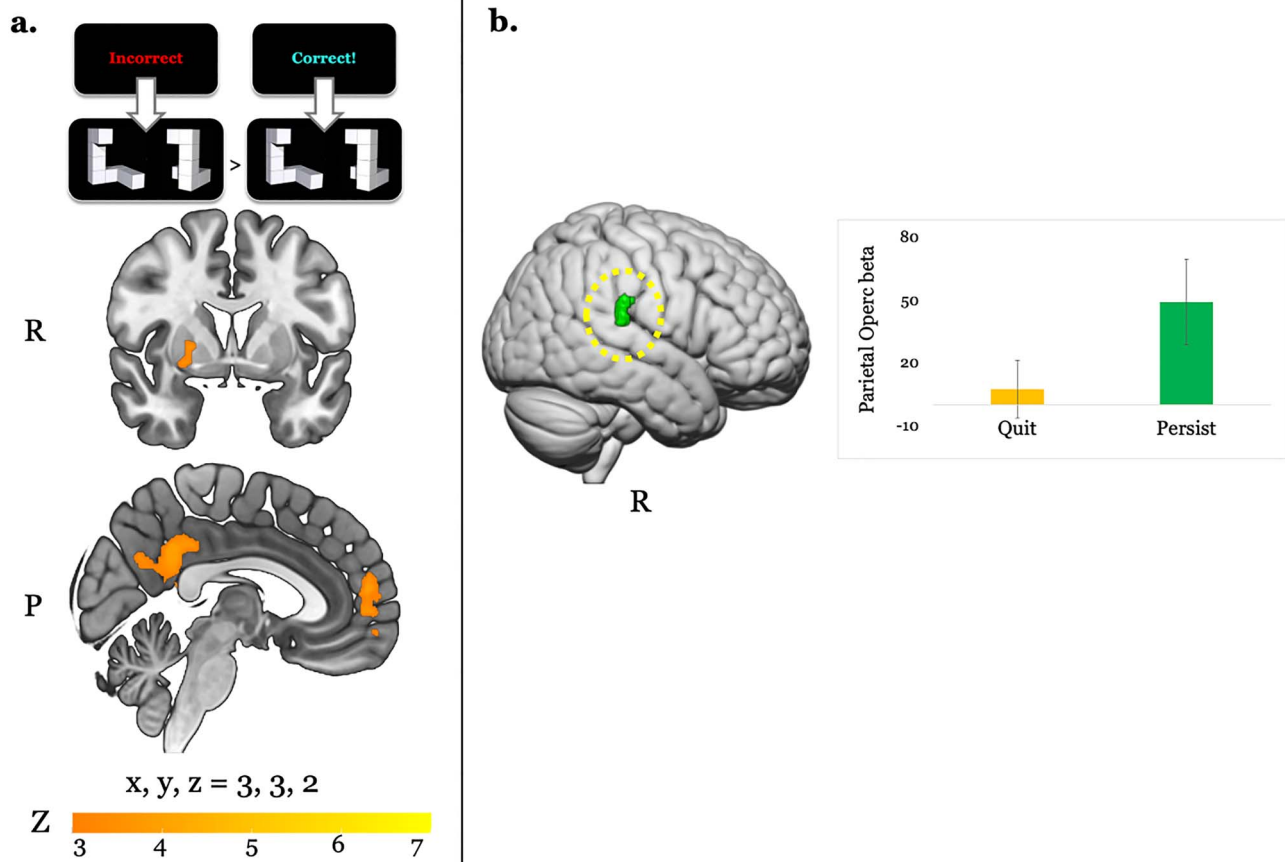 a.
Incorrect
Correct!
>
R
P
x, y, z = 3, 3, 2
Z
3 4 5 6 7
b.
R
Parietal Operc beta
80
50
20
-10
Quit Persist